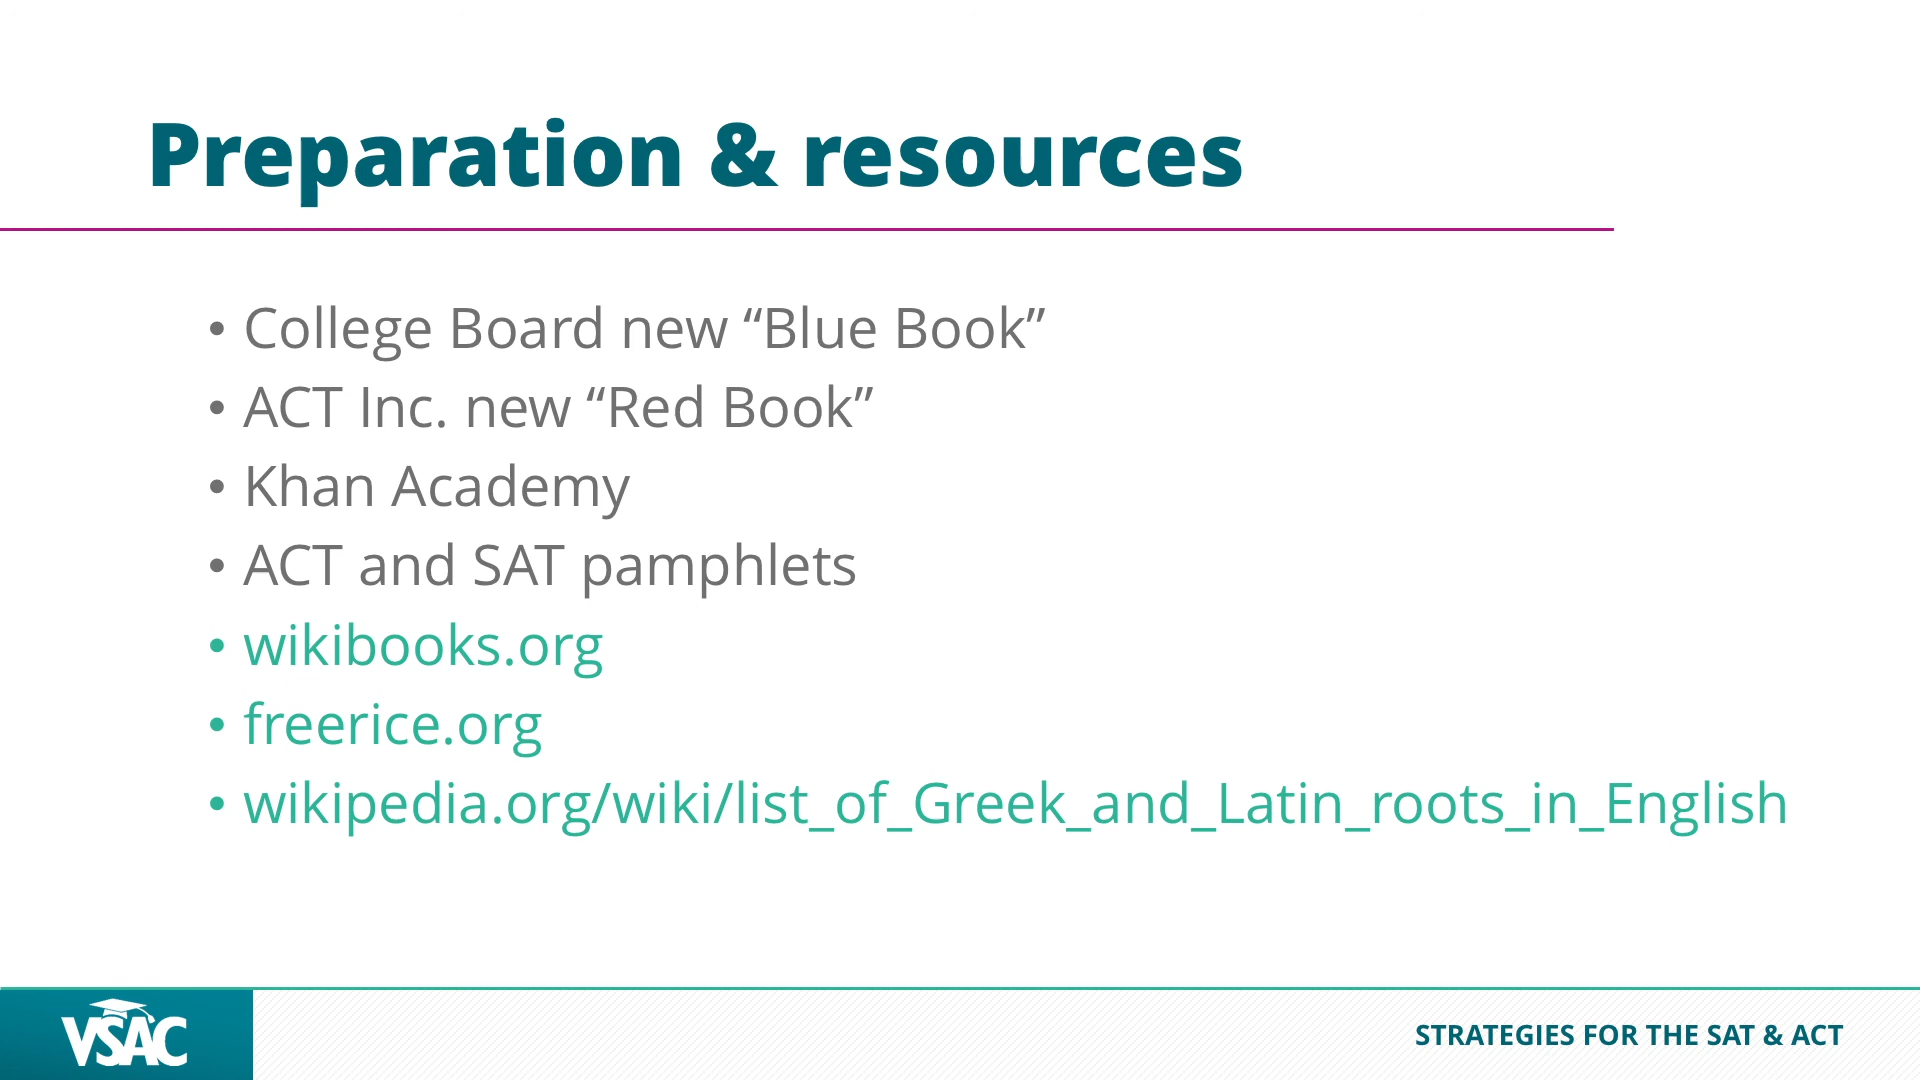 Preparation & resources
• College Board new “Blue Book”
• ACT Inc. new “Red Book”
• Khan Academy
• ACT and SAT pamphlets
• wikibooks.org
• freerice.org
• wikipedia.org/wiki/list_of_Greek_and_Latin_roots_in_English
VSAC
STRATEGIES FOR THE SAT & ACT